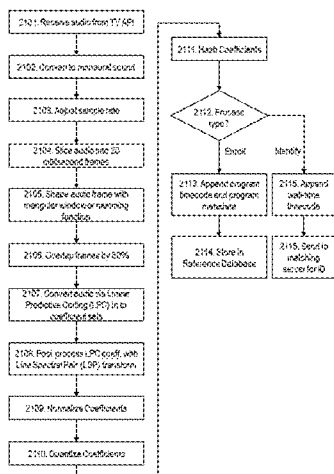 2101. Receive audio from TV API
2102. Convert to monaural sound
2103. Adjust sample rate
2104. Slice audio into 20
millisecond frames
2105. Shape audio frame with
triangular window or hamming
function
2106. Overlap frames by 80%
2107. Convert audio via Linear
Predictive Coding (LPC) in to
coefficient sets
2108. Post process LPC coeff. with
Line Spectral Pair (LSP) transform
2109. Normalize Coefficients
2110. Quantize Coefficients
2111. Hash Coefficients
2112.
type?
Enroll
Identify
2113. Append program
timecode and program
metadata
2114. Store in
Reference Database
2115. Append
real-time
timecode
Send to
matching
server for ID